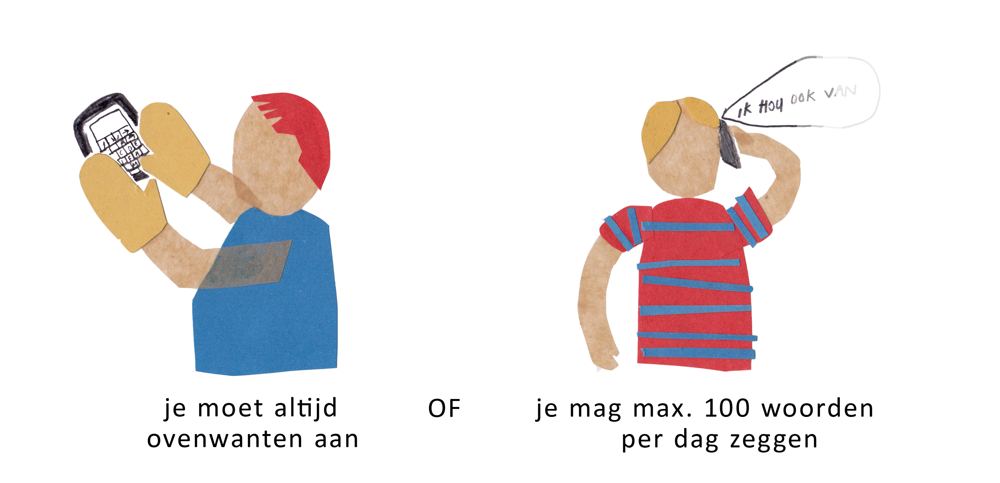 IK HOU OOK VAN
je moet altijd
ovenwanten aan
OF
je mag max. 100 woorden
per dag zeggen